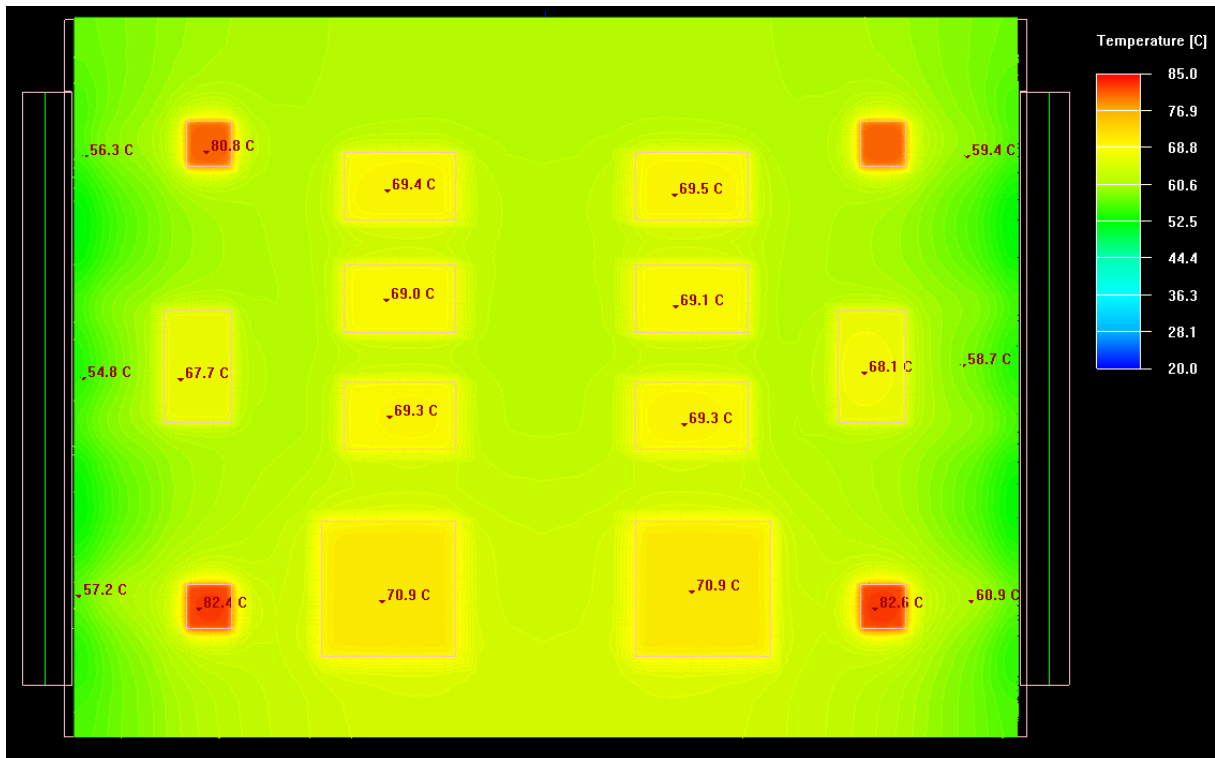 Temperature [C]
85.0
76.9
68.8
60.6
52.5
44.4
36.3
28.1
20.0
56.3 C
80.8 C
59.4 C
69.4 C
69.5 C
69.0 C
69.1 C
54.8 C
67.7 C
68.1 C
58.7 C
69.3 C
69.3 C
57.2 C
82.4 C
70.9 C
70.9 C
82.6 C
60.9 C